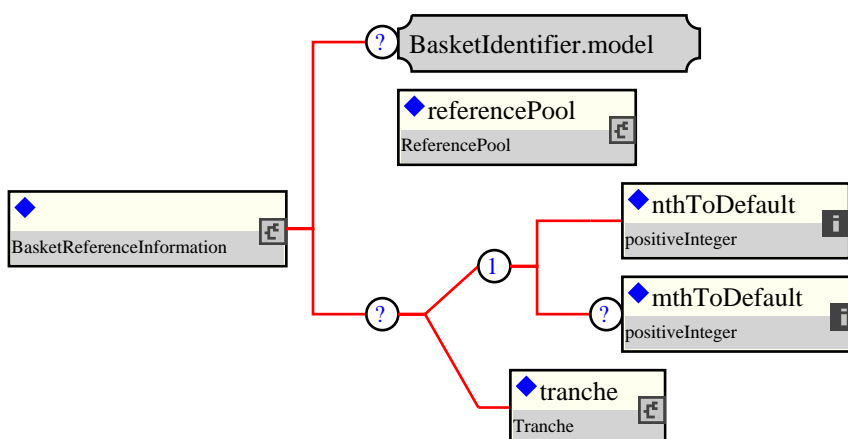 ?
BasketIdentifier.model
referencePool
ReferencePool
BasketReferenceInformation
nthToDefault
positiveInteger
1
?
mthToDefault
positiveInteger
?
tranche
Tranche